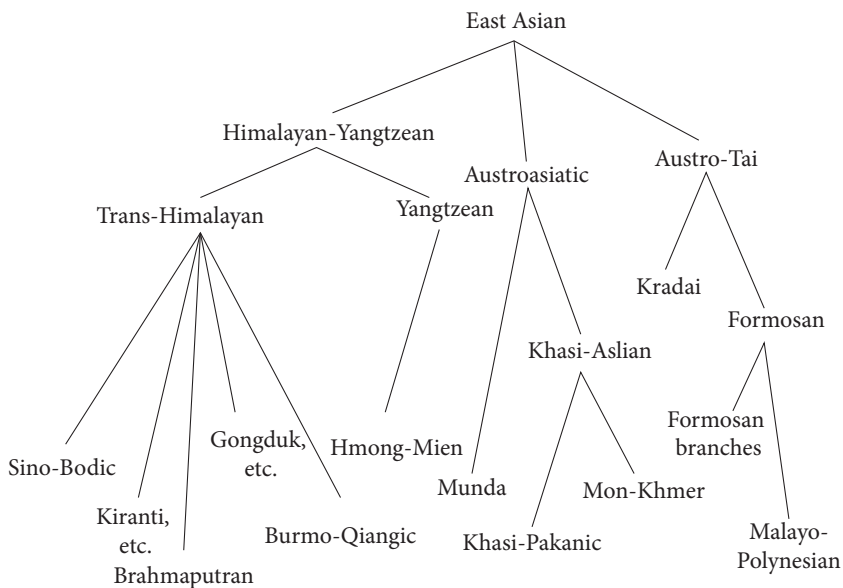 East Asian
Himalayan-Yangtzean
Austroasiatic
Austro-Tai
Trans-Himalayan
Yangtzean
Kradai
Formosan
Khasi-Aslian
Sino-Bodic
Kiranti,
etc.
Brahmaputran
Gongduk,
etc.
Burmo-Qiangic
Hmong-Mien
Munda
Khasi-Pakanic
Mon-Khmer
Formosan
branches
Malayo-
Polynesian